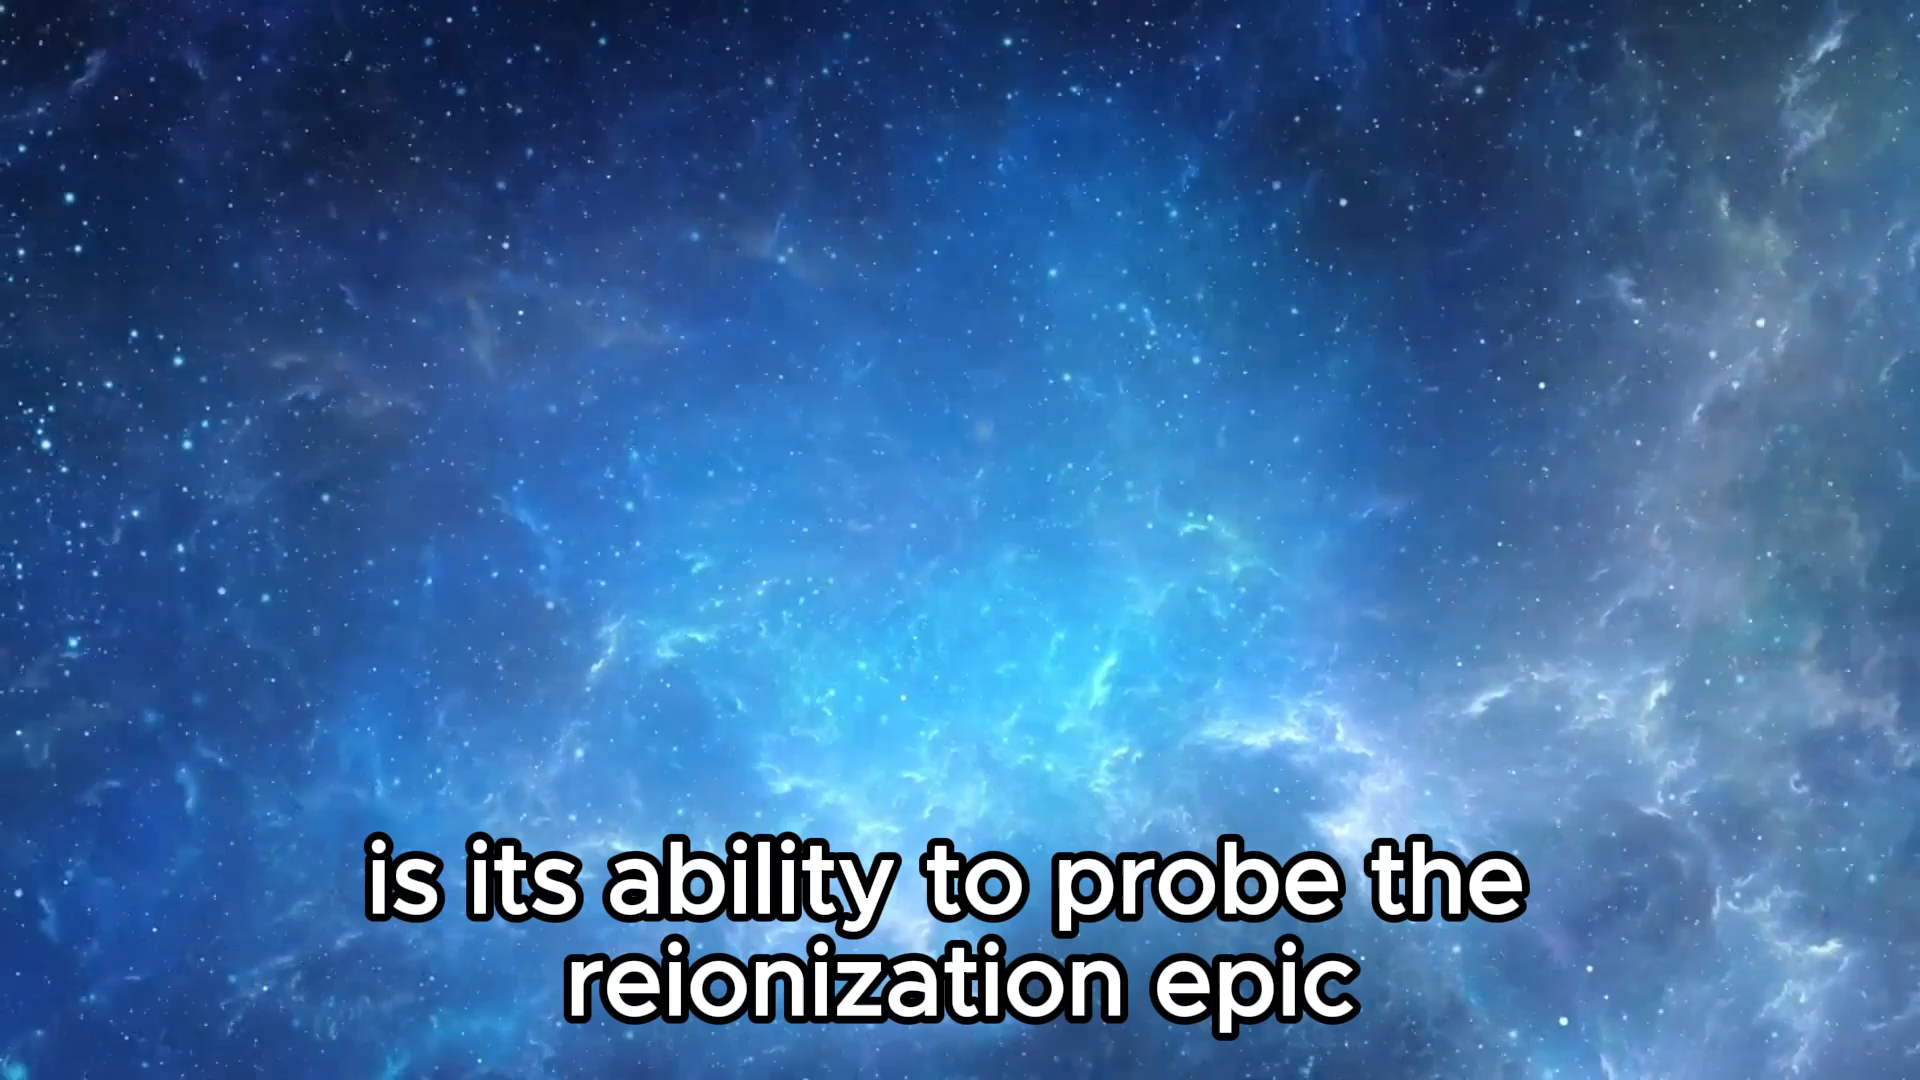 is its ability to probe the
reionization epic